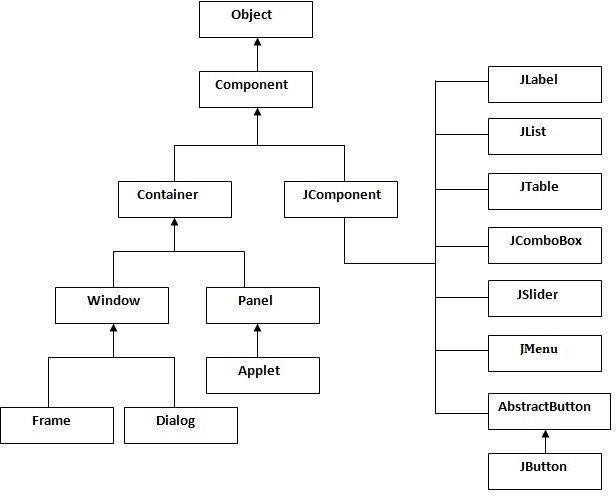 Object
Component
JLabel
JList
Container
JComponent
JTable
JComboBox
Window
Panel
JSlider
JMenu
Applet
Frame
Dialog
AbstractButton
JButton